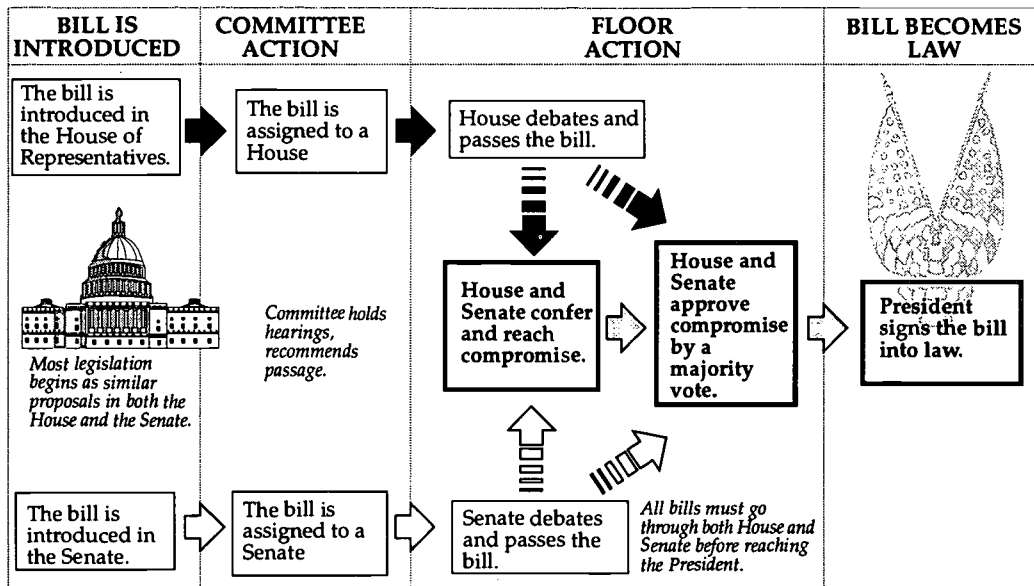 BILL IS
INTRODUCED
COMMITTEE
ACTION
FLOOR
ACTION
BILL BECOMES
LAW
The bill is
introduced in
the House of
Representatives.
The bill is
assigned to a
House
House debates and
passes the bill.
Most legislation
begins as similar
proposals in both the
House and the Senate.
Committee holds
hearings,
recommends
passage.
House and
Senate confer
and reach
compromise.
House and
Senate
approve
compromise
by a
majority
vote.
President
signs the bill
into law.
The bill is
introduced in
the Senate.
The bill is
assigned to a
Senate
Senate debates
and passes the
bill.
All bills must go
through both House and
Senate before reaching
the President.